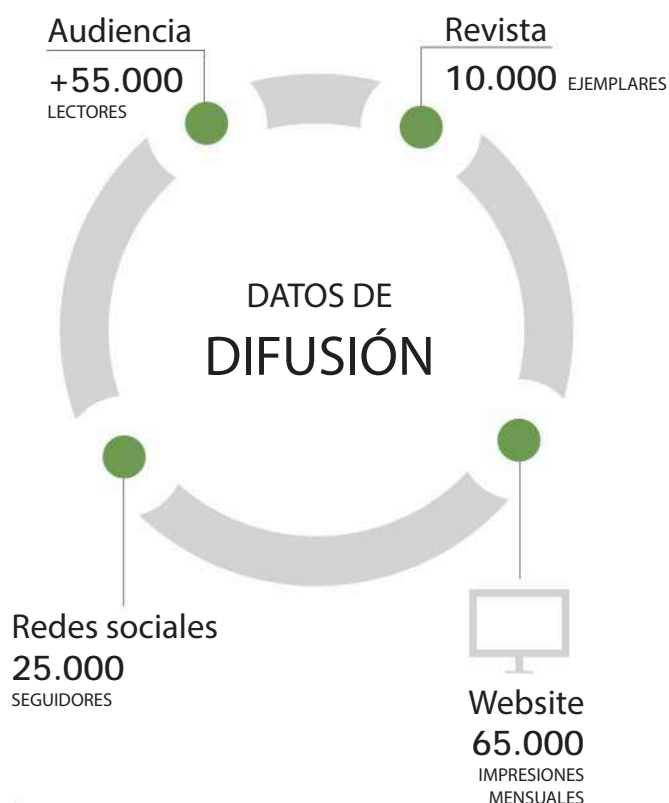 Audiencia
+55.000
LECTORES
Revista
10.000 EJEMPLARES
DATOS DE
DIFUSIÓN
Redes sociales
25.000
SEGUIDORES
Website
65.000
IMPRESIONES
MENSUALES